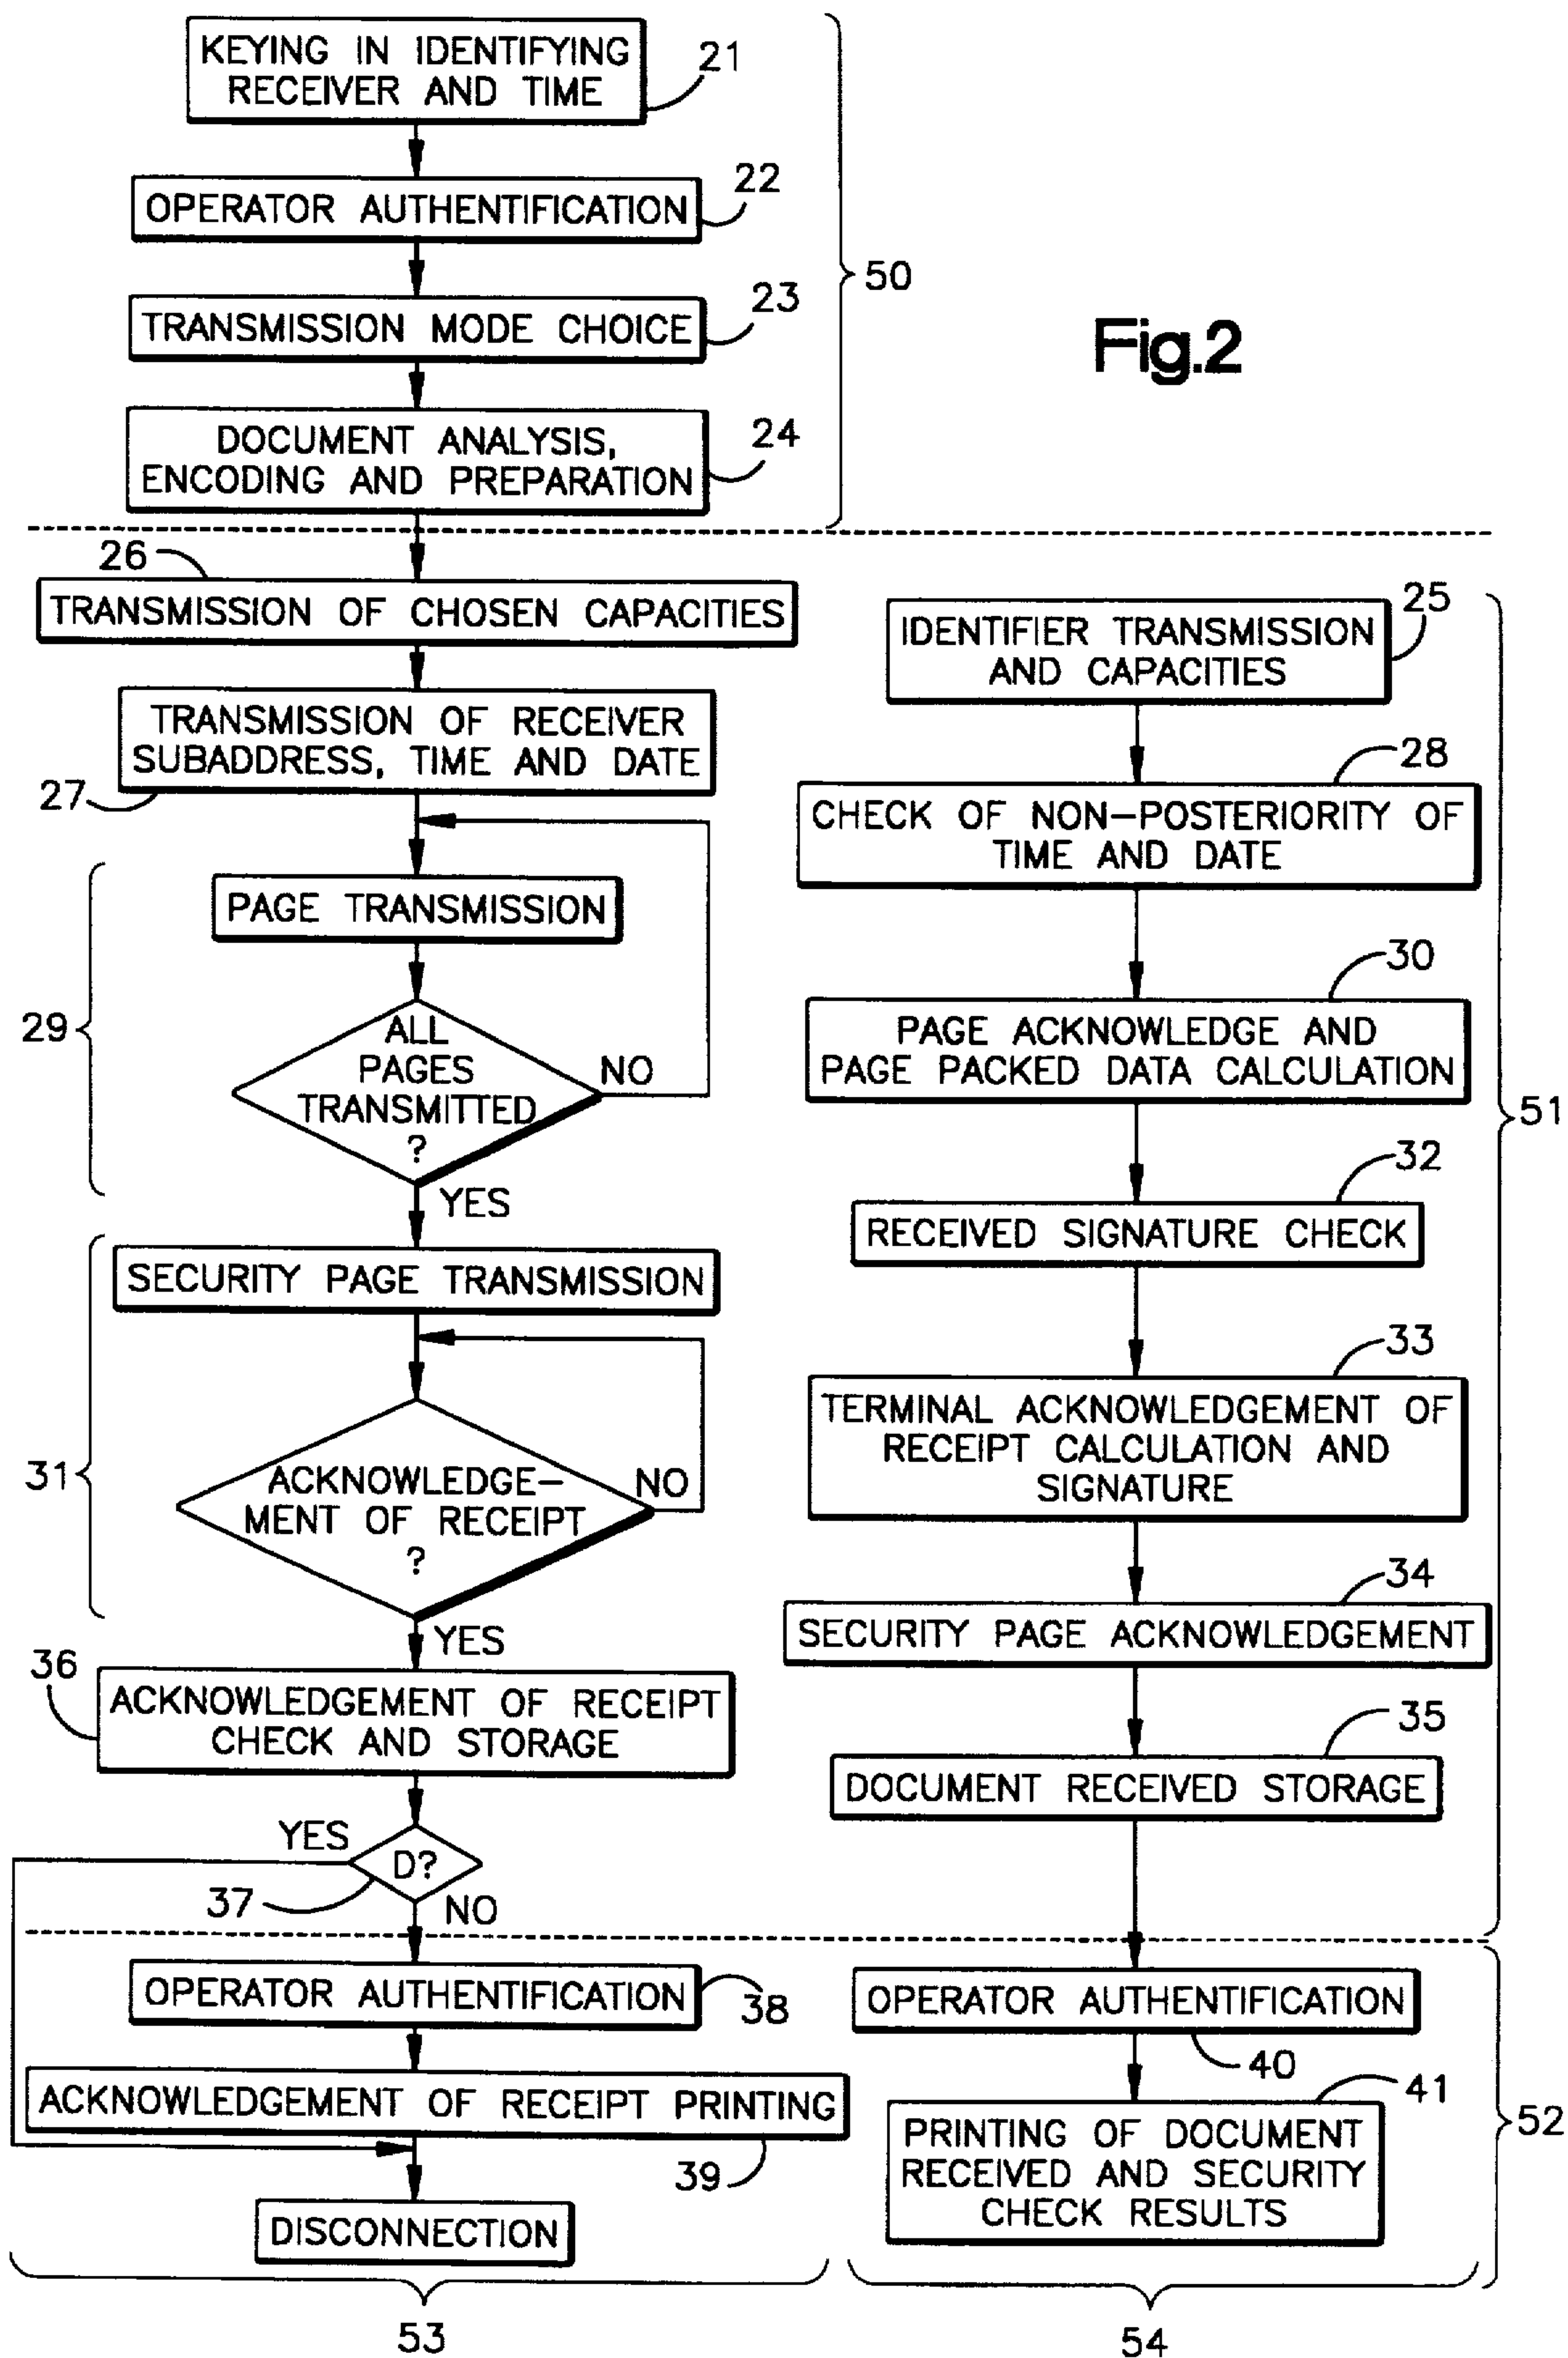 KEYING IN IDENTIFYING
RECEIVER AND TIME
21
OPERATOR AUTHENTIFICATION
22
TRANSMISSION MODE CHOICE
23
DOCUMENT ANALYSIS,
ENCODING AND PREPARATION
24
50
Fig.2
26
TRANSMISSION OF CHOSEN CAPACITIES
TRANSMISSION OF RECEIVER
SUBADDRESS, TIME AND DATE
27
PAGE TRANSMISSION
ALL
PAGES
TRANSMITTED
?
NO
YES
29
SECURITY PAGE TRANSMISSION
ACKNOWLEDGE-
MENT OF RECEIPT
?
NO
YES
31
36
ACKNOWLEDGEMENT OF RECEIPT
CHECK AND STORAGE
YES
D?
37
NO
OPERATOR AUTHENTIFICATION
38
ACKNOWLEDGEMENT OF RECEIPT PRINTING
39
DISCONNECTION
53
25
IDENTIFIER TRANSMISSION
AND CAPACITIES
28
CHECK OF NON-POSTERIORITY OF
TIME AND DATE
30
PAGE ACKNOWLEDGE AND
PAGE PACKED DATA CALCULATION
51
32
RECEIVED SIGNATURE CHECK
33
TERMINAL ACKNOWLEDGEMENT OF
RECEIPT CALCULATION AND
SIGNATURE
34
SECURITY PAGE ACKNOWLEDGEMENT
35
DOCUMENT RECEIVED STORAGE
OPERATOR AUTHENTIFICATION
40
41
PRINTING OF DOCUMENT
RECEIVED AND SECURITY
CHECK RESULTS
52
54